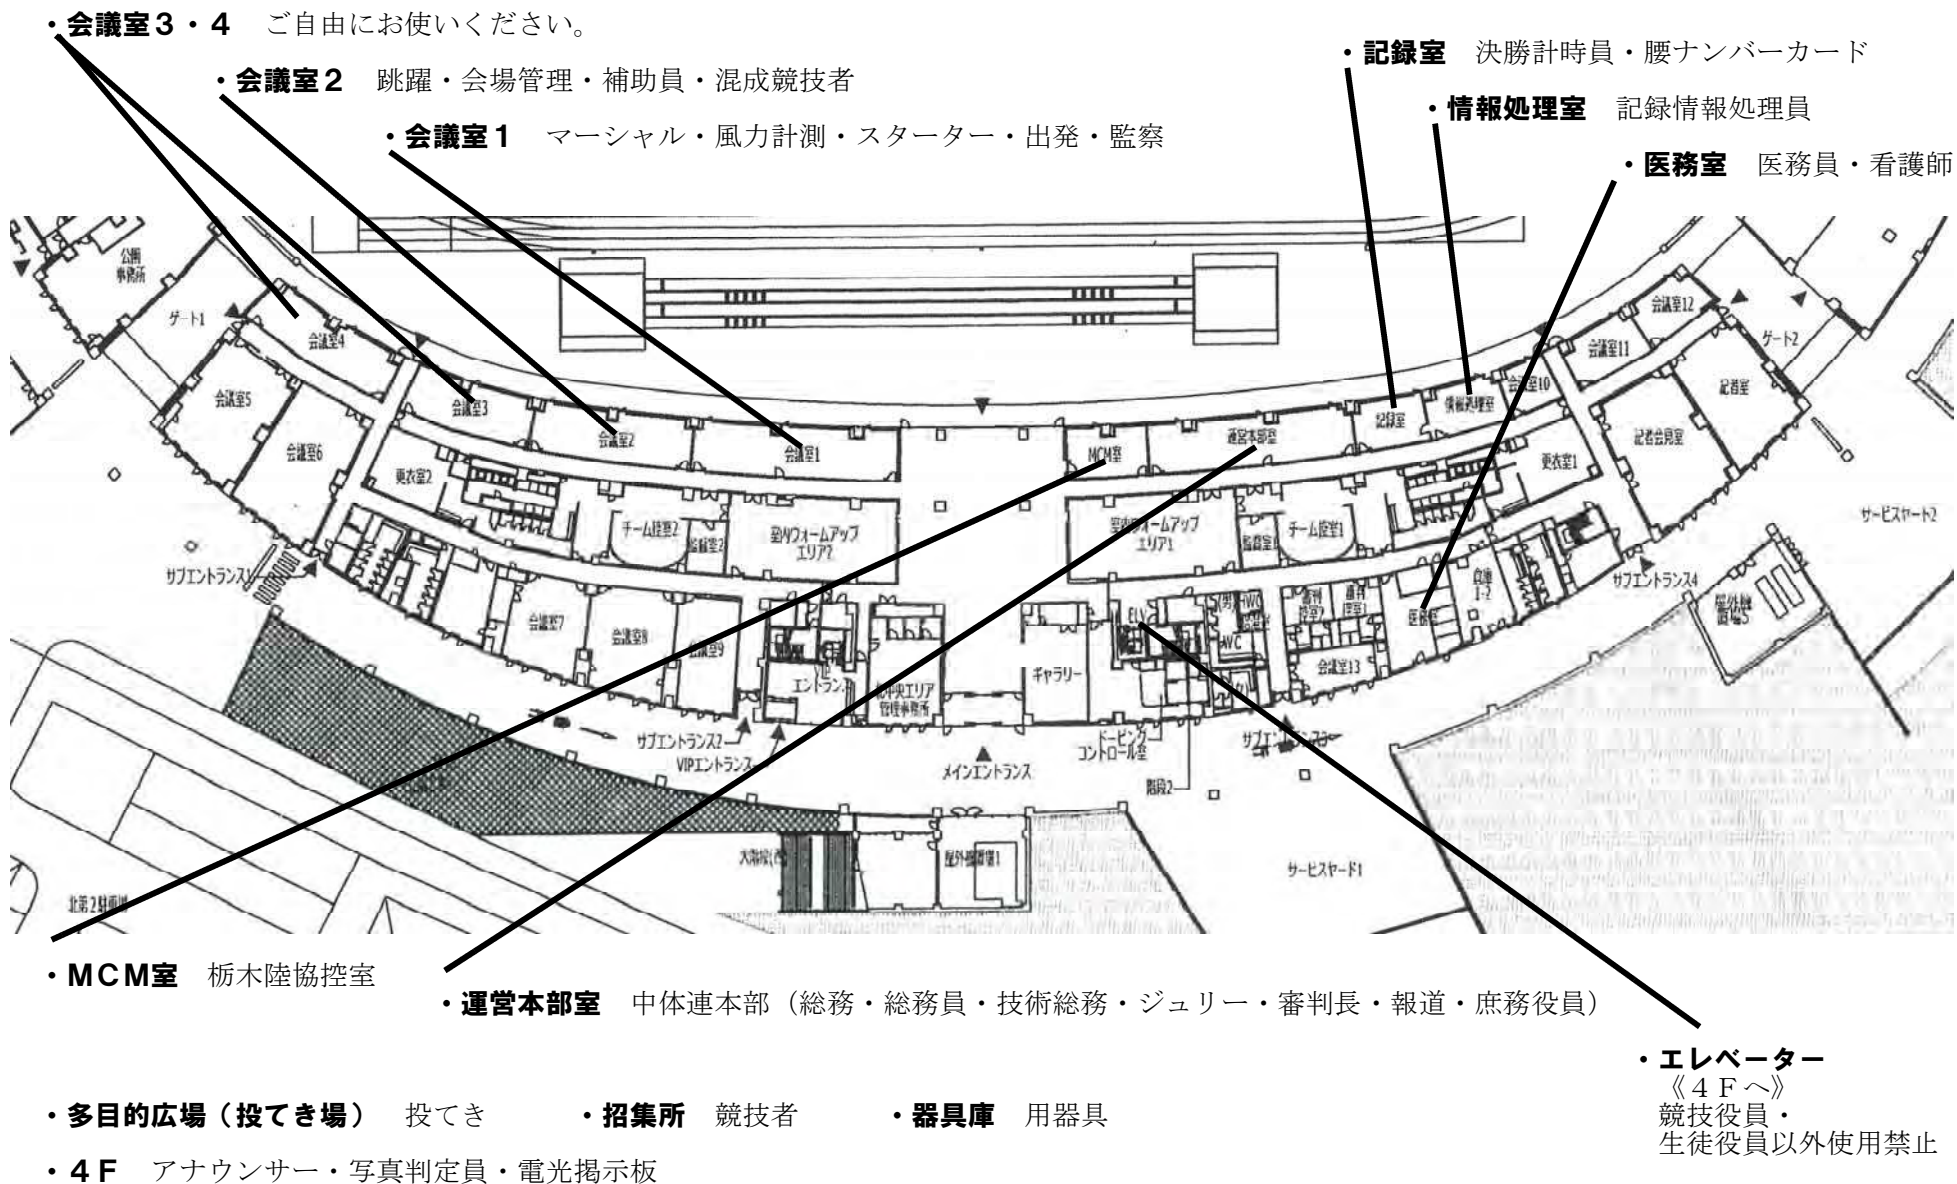 ・会議室3・4　ご自由にお使いください。
・会議室2　跳躍・会場管理・補助員・混成競技者
・会議室1　マーシャル・風力計測・スターター・出発・監察
・記録室　決勝計時員・腰ナンバーカード
・情報処理室　記録情報処理員
・医務室　医務員・看護師
公園
事務所
ゲート1
会議室4
会議室3
会議室2
会議室1
MCM室
運営本部室
記録室
情報処理室
会議室10
会議室11
会議室12
ゲート2
会議室5
会議室6
更衣室2
チーム控室2
監督室2
室内ウォームアップ
エリア2
室内ウォームアップ
エリア1
監督室1
チーム控室1
更衣室1
記者会見室
記者室
サービスヤード2
サブエントランス1
会議室7
会議室8
会議室9
VIP
エントランス
管理事務所
ギャラリー
ELV
WC
会議室13
医務室
倉庫
1-2
サブエントランス4
サブエントランス2
VIPエントランス
メインエントランス
ドーピング
コントロール室
階段2
サブエントランス3
屋外機置場1
サービスヤード1
北第2駐車場
・MCM室　栃木陸協控室
・運営本部室　中体連本部（総務・総務員・技術総務・ジュリー・審判長・報道・庶務役員）
・エレベーター
《4Fへ》
競技役員・
生徒役員以外使用禁止
・多目的広場（投てき場）　投てき　・招集所　競技者　・器具庫　用器具
・4F　アナウンサー・写真判定員・電光掲示板